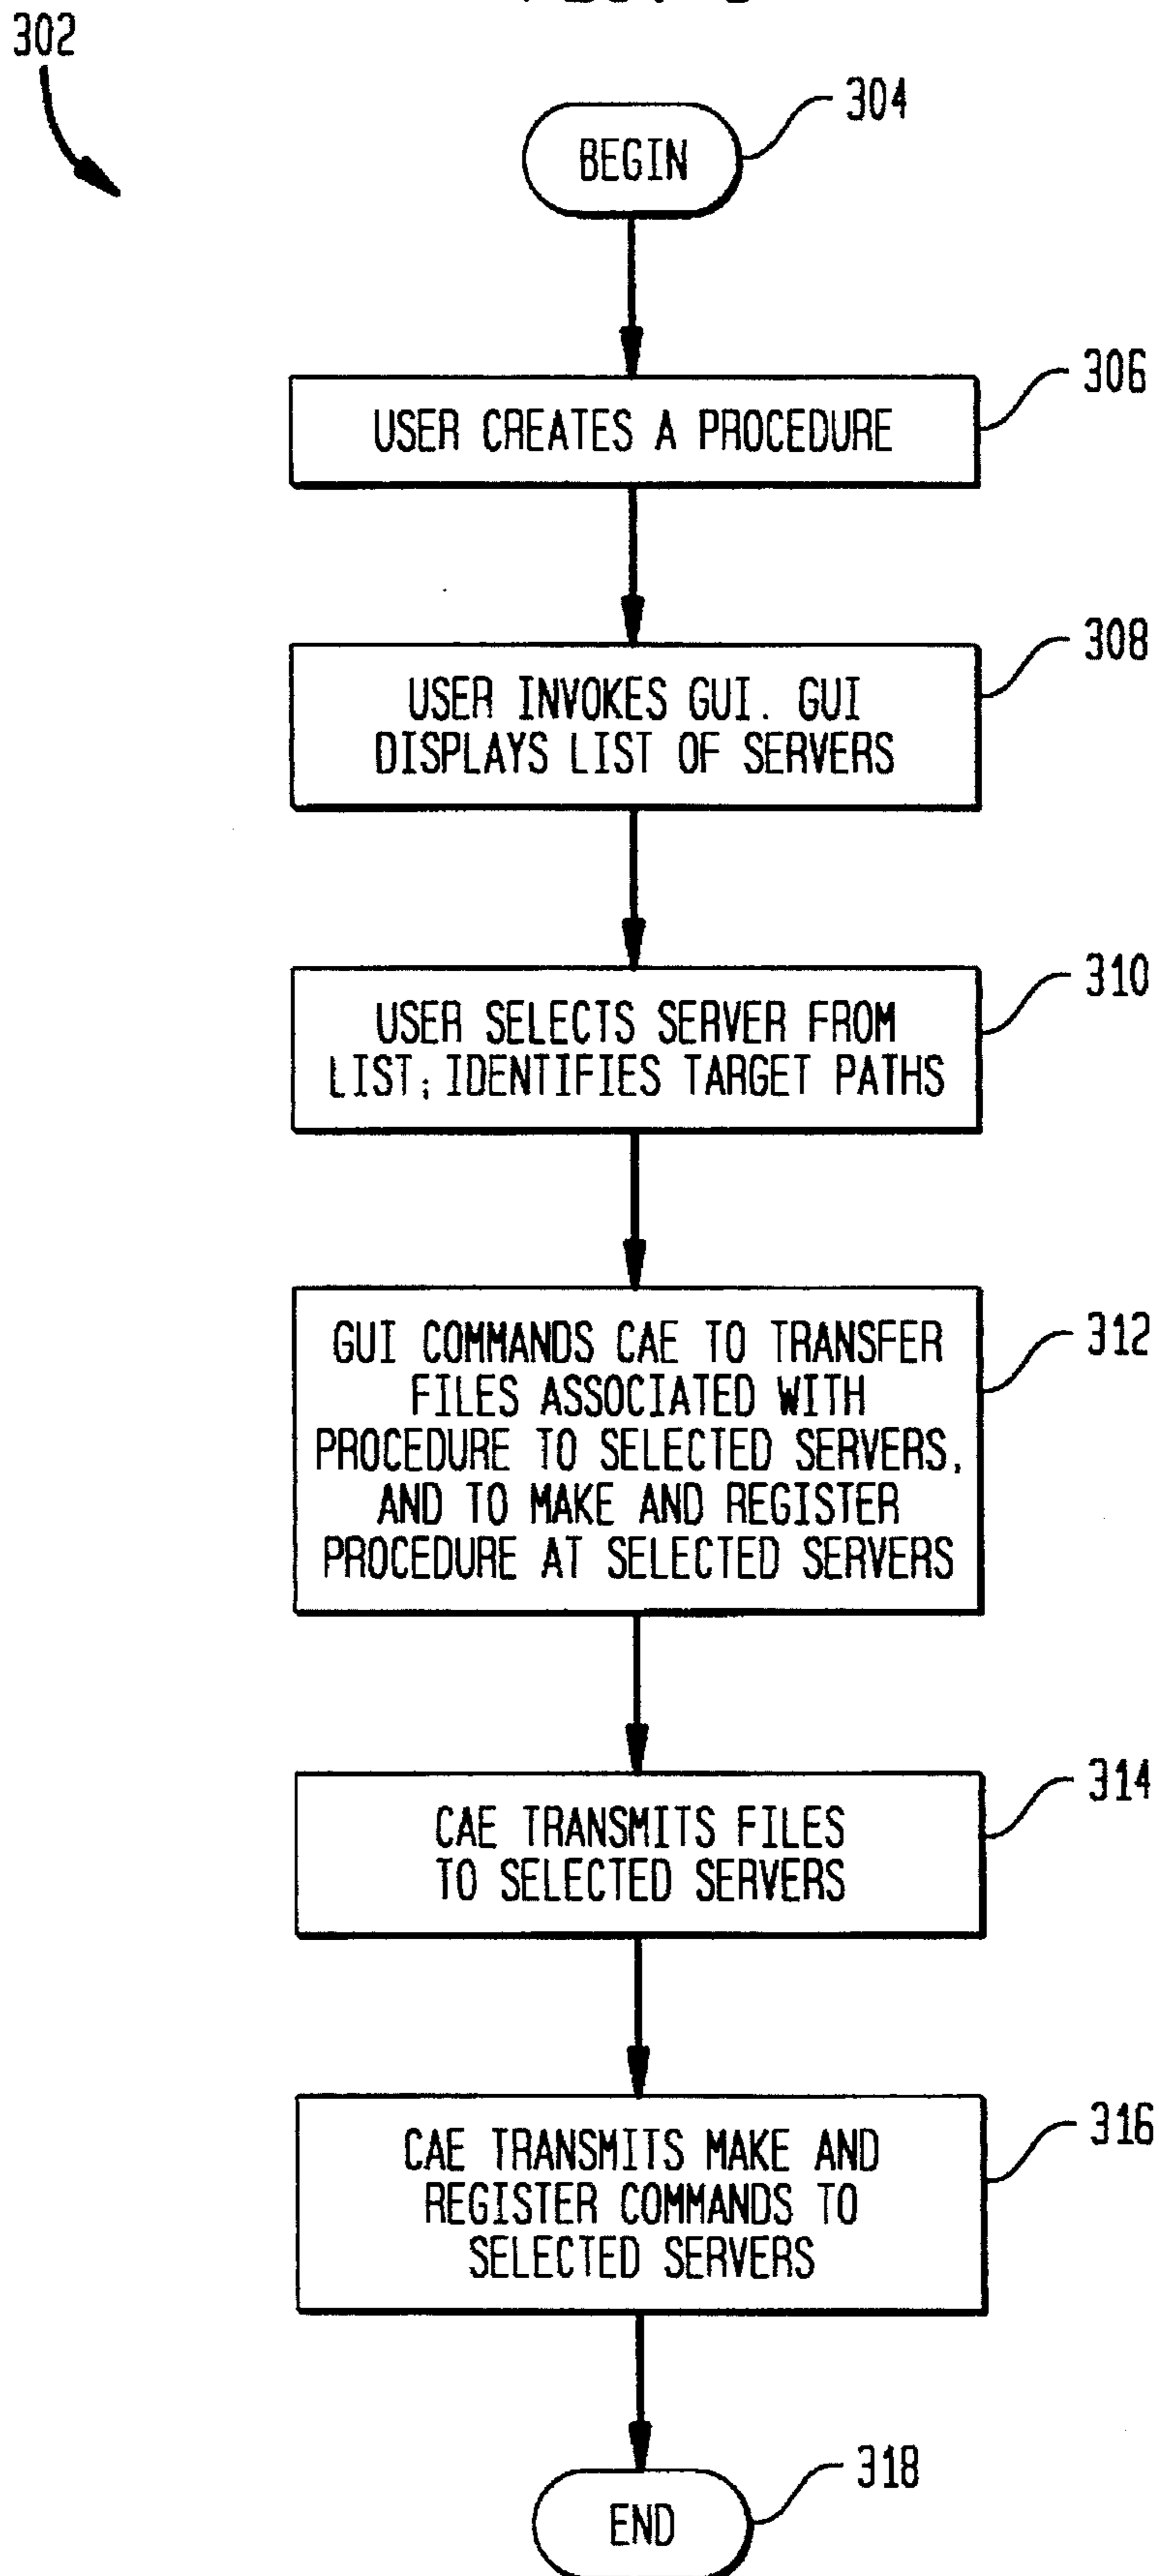 302
304
BEGIN
306
USER CREATES A PROCEDURE
308
USER INVOKES GUI. GUI
DISPLAYS LIST OF SERVERS
310
USER SELECTS SERVER FROM
LIST; IDENTIFIES TARGET PATHS
312
GUI COMMANDS CAE TO TRANSFER
FILES ASSOCIATED WITH
PROCEDURE TO SELECTED SERVERS,
AND TO MAKE AND REGISTER
PROCEDURE AT SELECTED SERVERS
314
CAE TRANSMITS FILES
TO SELECTED SERVERS
316
CAE TRANSMITS MAKE AND
REGISTER COMMANDS TO
SELECTED SERVERS
318
END